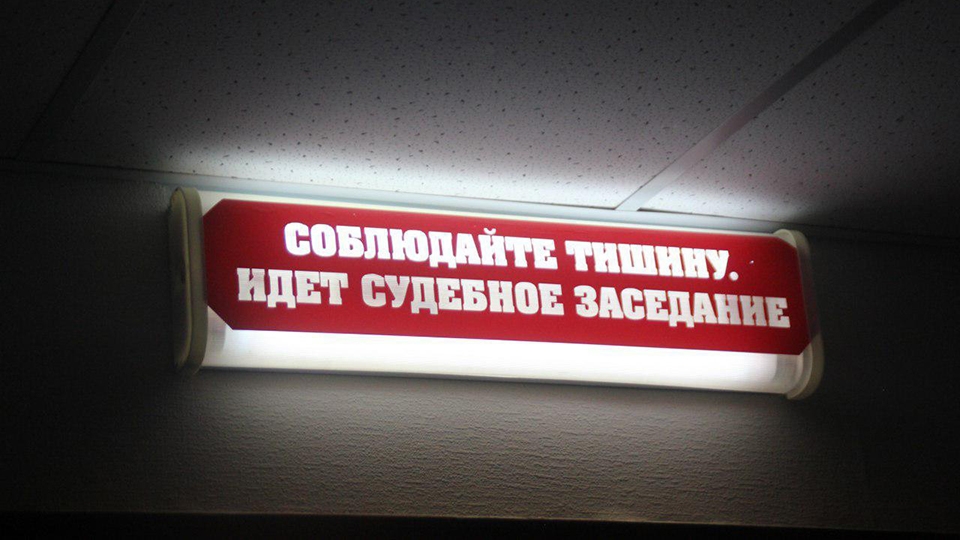 СОБЛЮДАЙТЕ ТИШИНУ.
ИДЕТ СУДЕБНОЕ ЗАСЕДАНИЕ